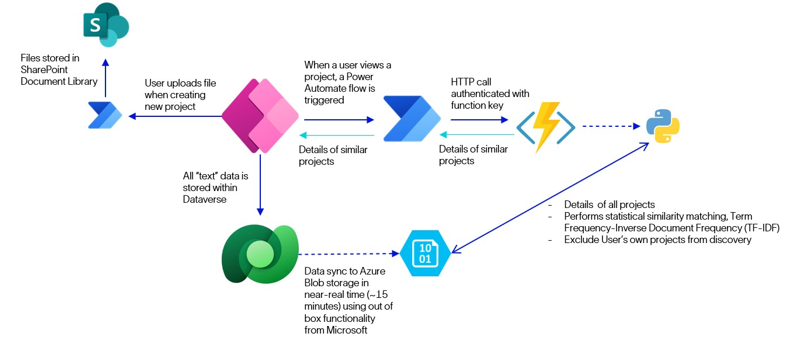 S
Files stored in
SharePoint
Document Library
User uploads file
when creating
new project
When a user views a
project, a Power
Automate flow is
triggered
HTTP call
authenticated with
function key
Details of similar
projects
Details of similar
projects
All “text” data is
stored within
Dataverse
- Details of all projects
- Performs statistical similarity matching, Term
Frequency-Inverse Document Frequency (TF-IDF)
- Exclude User's own projects from discovery
10
01
Data sync to Azure
Blob storage in
near-real time (~15
minutes) using out of
box functionality
from Microsoft